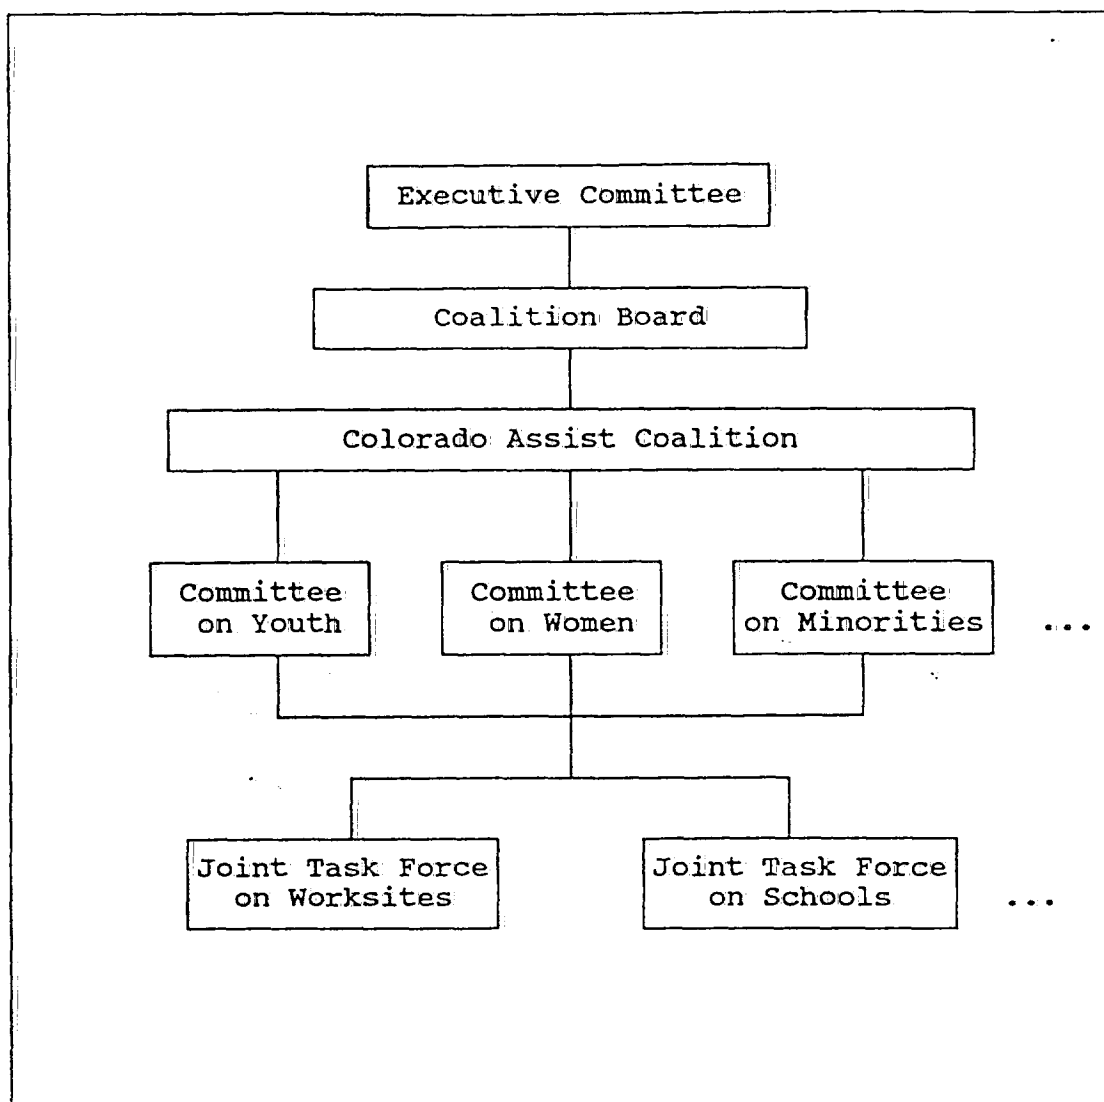 Executive Committee
Coalition Board
Colorado Assist Coalition
Committee
on Youth
Committee
on Women
Committee
on Minorities
...
Joint Task Force
on Worksites
Joint Task Force
on Schools
...